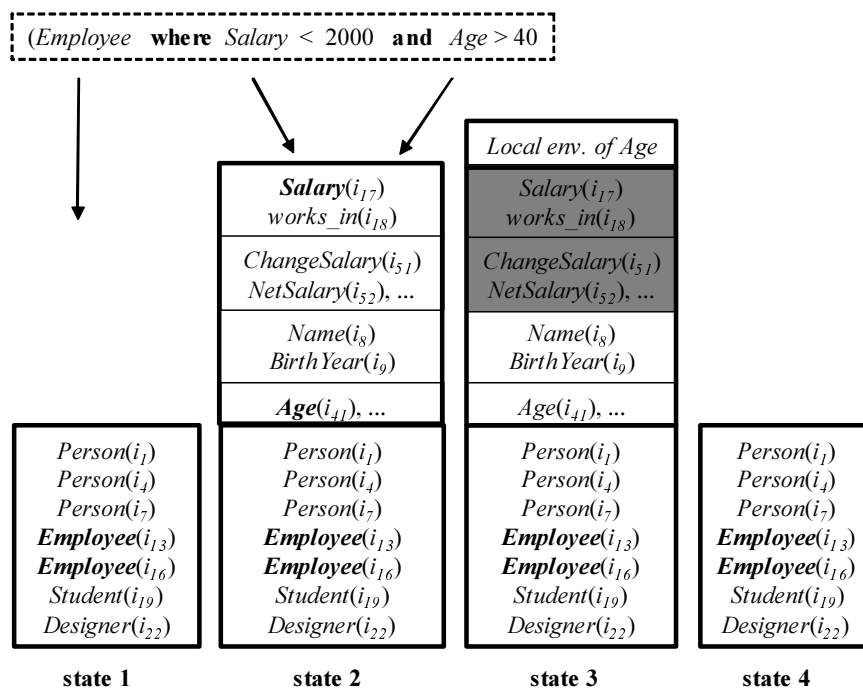 (Employee where Salary < 2000 and Age > 40
Local env. of Age
Salary(i17)
works_in(i18)
ChangeSalary(i51)
NetSalary(i52), ...
Name(i8)
BirthYear(i9)
Age(i41), ...
Salary(i17)
works_in(i18)
ChangeSalary(i51)
NetSalary(i52), ...
Name(i8)
BirthYear(i9)
Age(i41), ...
Person(i1)
Person(i4)
Person(i7)
Employee(i13)
Employee(i16)
Student(i19)
Designer(i22)
Person(i1)
Person(i4)
Person(i7)
Employee(i13)
Employee(i16)
Student(i19)
Designer(i22)
Person(i1)
Person(i4)
Person(i7)
Employee(i13)
Employee(i16)
Student(i19)
Designer(i22)
Person(i1)
Person(i4)
Person(i7)
Employee(i13)
Employee(i16)
Student(i19)
Designer(i22)
state 1
state 2
state 3
state 4